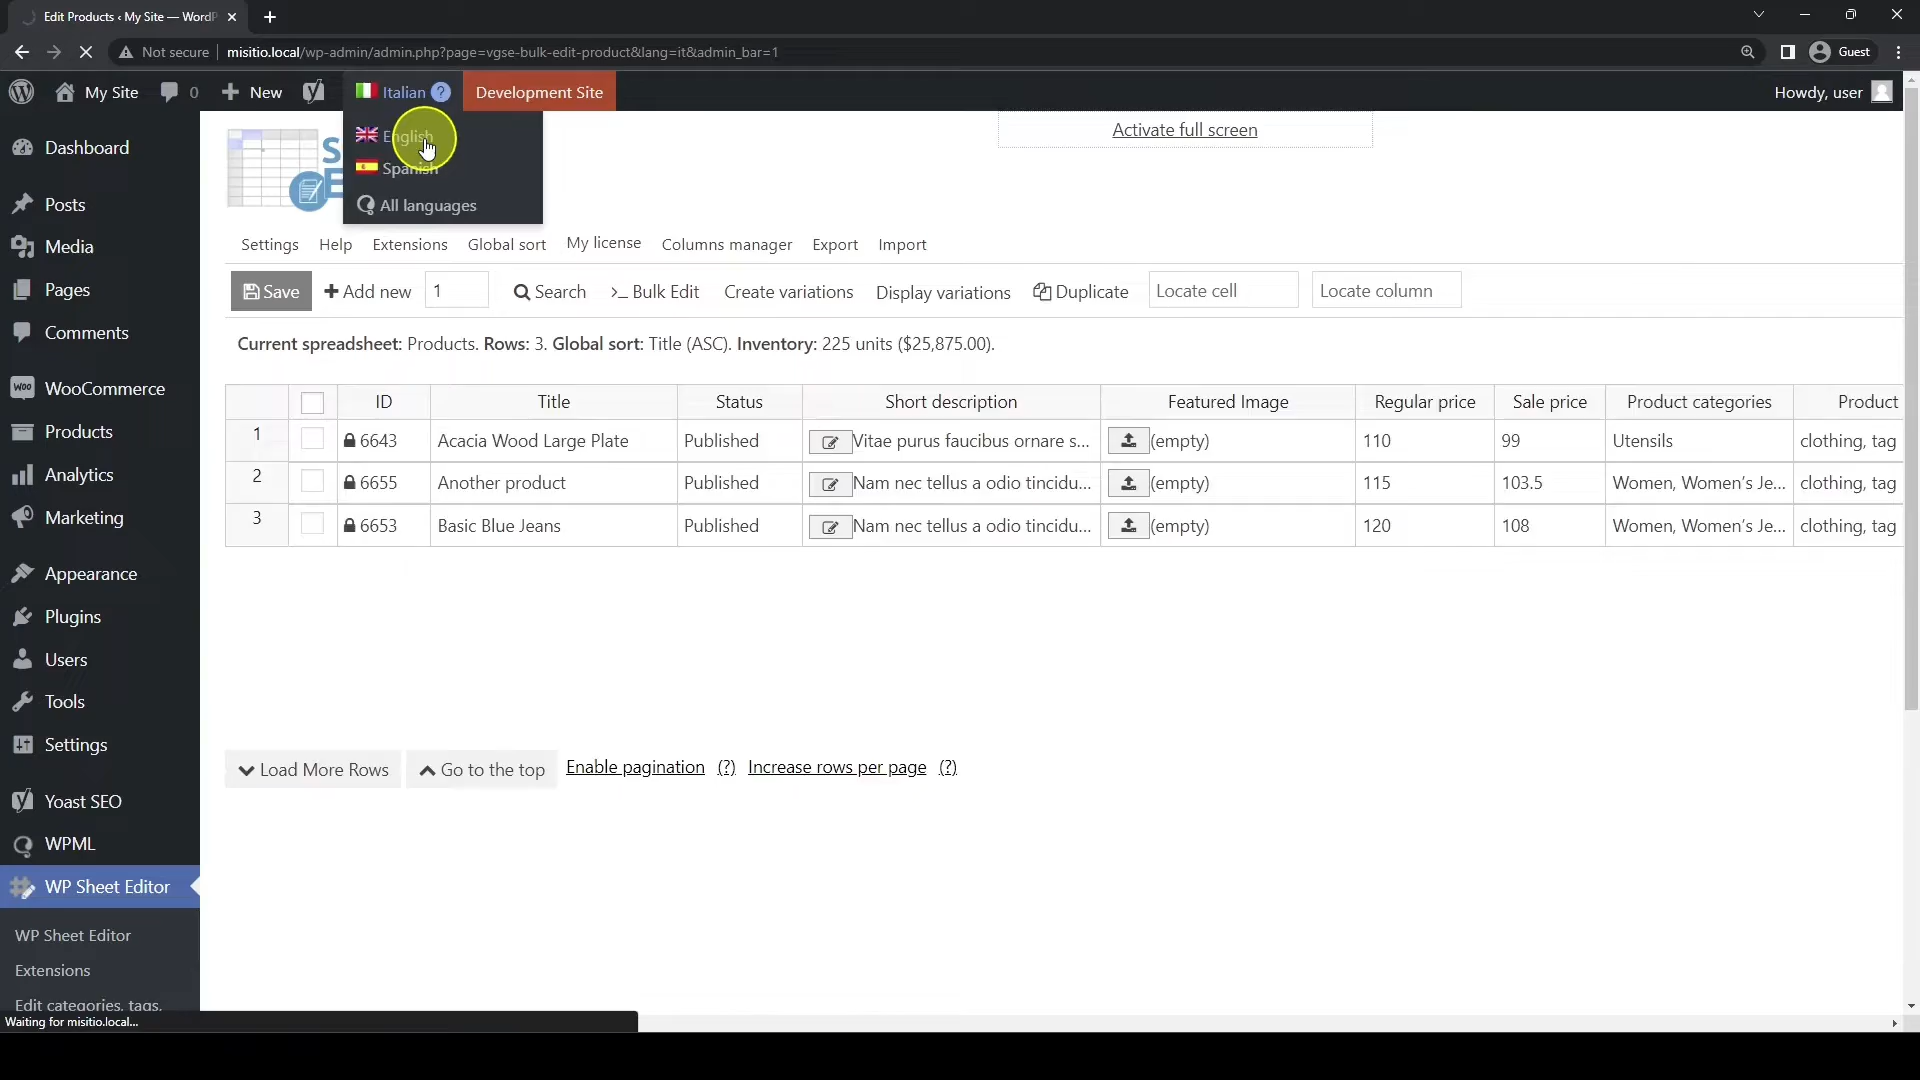 Edit Products ‹ My Site — WordP
Not secure misitio.local/wp-admin/admin.php?page=vgse-bulk-edit-product&lang=it&admin_bar=1 Guest
My Site 0 New Italian ? Development Site Howdy, user
English
Spanish
All languages
Activate full screen
S
E
Dashboard
Posts
Media
Pages
Comments
WooCommerce
Products
Analytics
Marketing
Appearance
Plugins
Users
Tools
Settings
Yoast SEO
WPML
WP Sheet Editor
WP Sheet Editor
Extensions
Edit categories, tags,
Waiting for misitio.local...
Settings Help Extensions Global sort My license Columns manager Export Import
Save Add new 1 Search >_ Bulk Edit Create variations Display variations Duplicate Locate cell Locate column
Current spreadsheet: Products. Rows: 3. Global sort: Title (ASC). Inventory: 225 units ($25,875.00).
ID Title Status Short description Featured Image Regular price Sale price Product categories Product
1 6643 Acacia Wood Large Plate Published Vitae purus faucibus ornare s... (empty) 110 99 Utensils clothing, tag
2 6655 Another product Published Nam nec tellus a odio tincidu... (empty) 115 103.5 Women, Women's Je... clothing, tag
3 6653 Basic Blue Jeans Published Nam nec tellus a odio tincidu... (empty) 120 108 Women, Women's Je... clothing, tag
Load More Rows Go to the top Enable pagination (?) Increase rows per page (?)